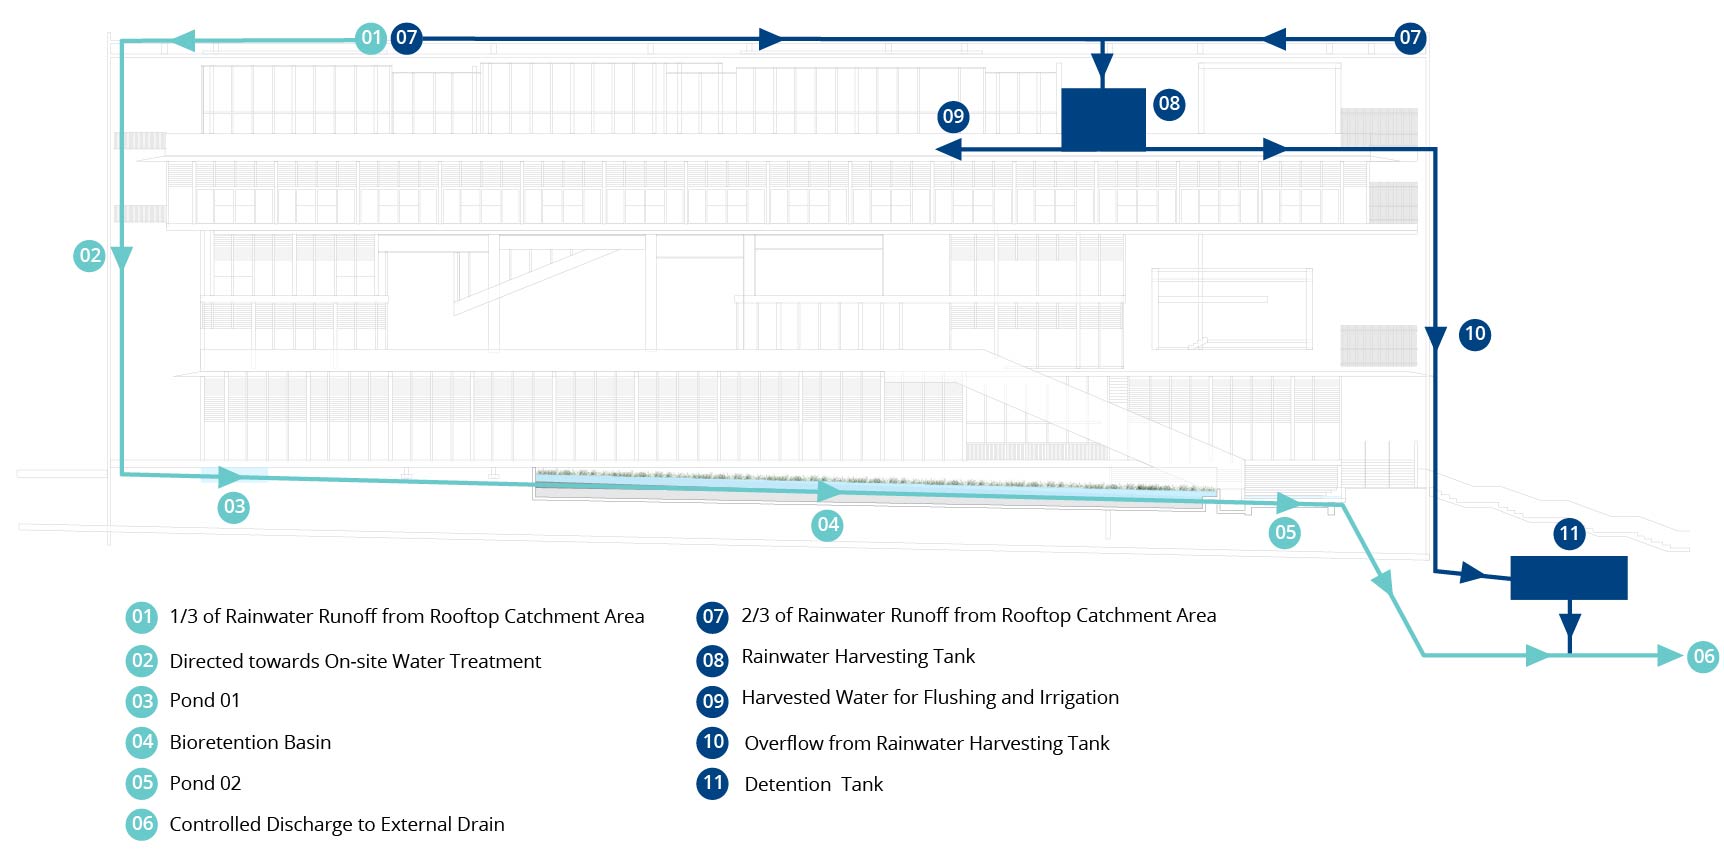 01 07 07
08
09
02
10
03
04
05
11
06
01 1/3 of Rainwater Runoff from Rooftop Catchment Area
02 Directed towards On-site Water Treatment
03 Pond 01
04 Bioretention Basin
05 Pond 02
06 Controlled Discharge to External Drain
07 2/3 of Rainwater Runoff from Rooftop Catchment Area
08 Rainwater Harvesting Tank
09 Harvested Water for Flushing and Irrigation
10 Overflow from Rainwater Harvesting Tank
11 Detention Tank